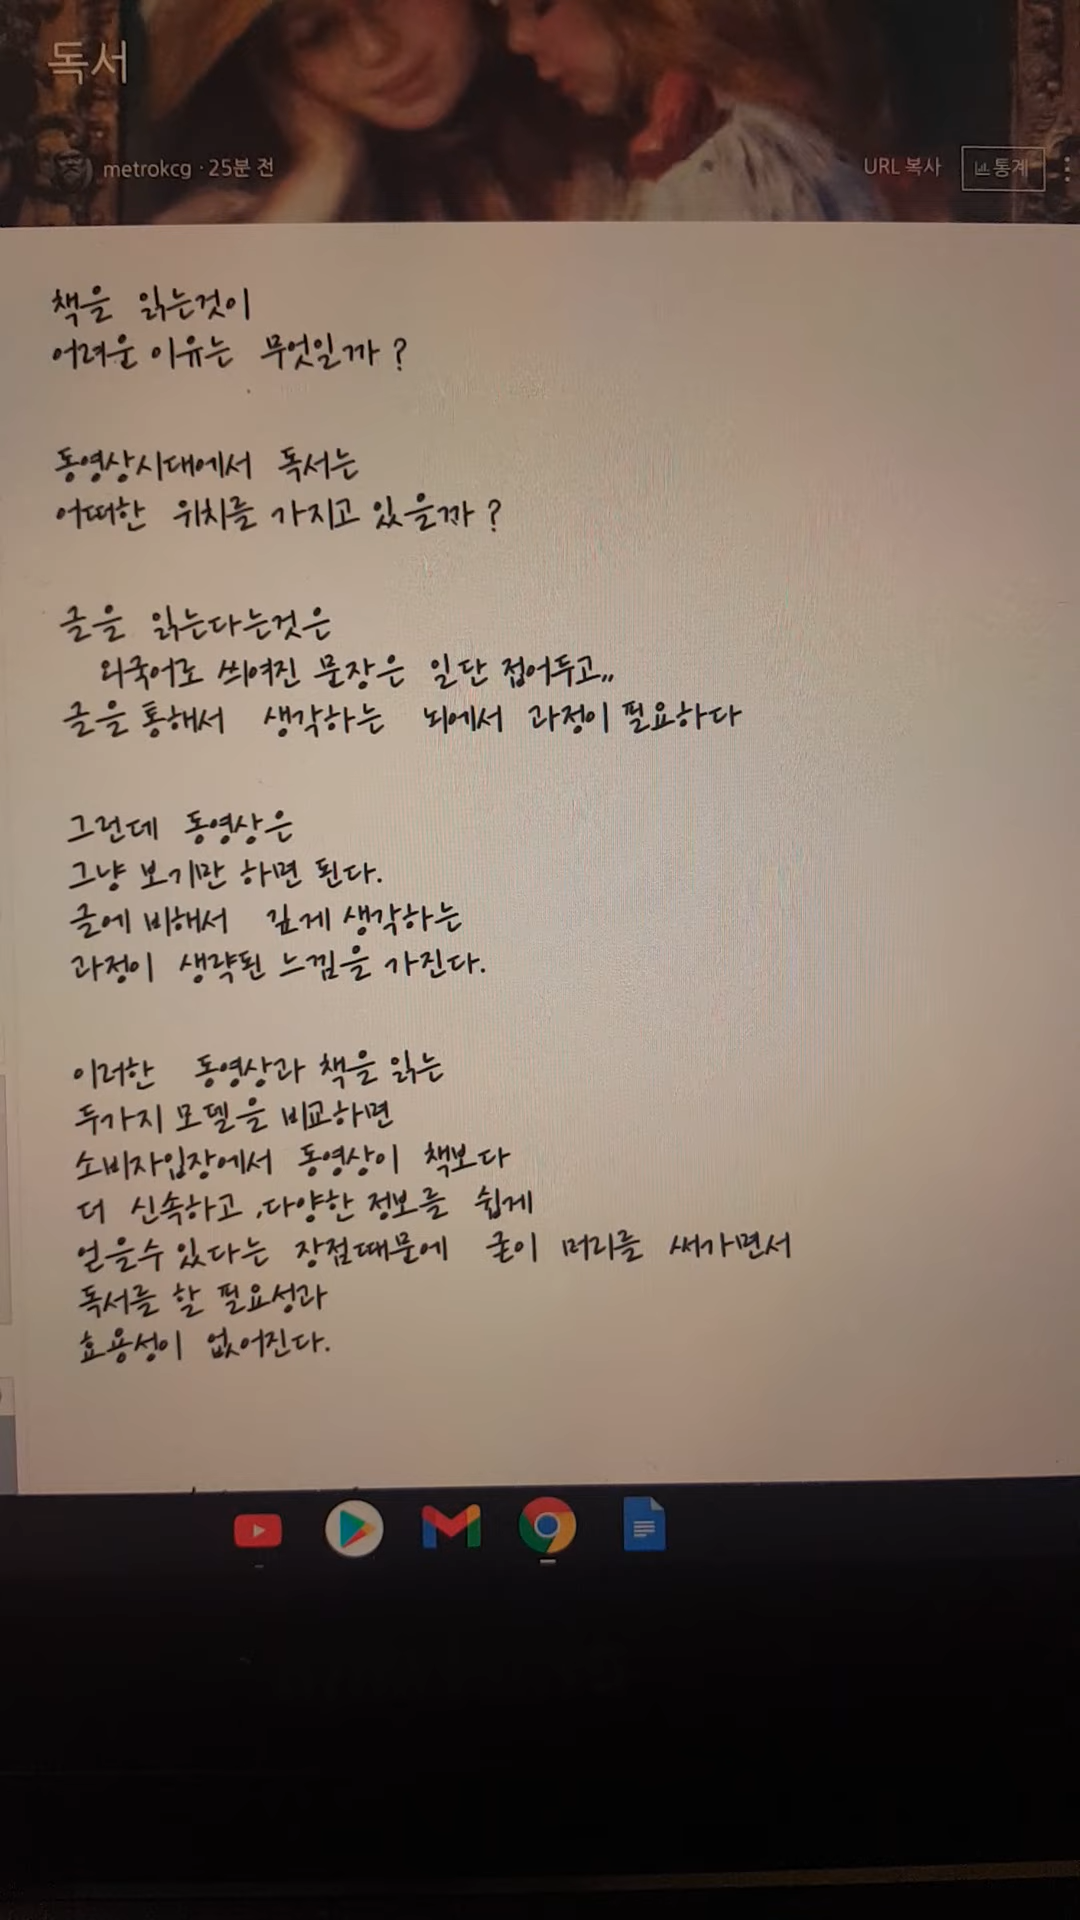 독서
metrokcg · 25분 전
URL 복사
통계
책을 읽는것이
어려운 이유는 무엇일까?
동영상시대에서 독서는
어떠한 위치를 가지고 있을까?
글을 읽는다는것은
외국어로 씌여진 문장은 일단 접어두고,,
글을 통해서 생각하는 뇌에서 과정이 필요하다
그런데 동영상은
그냥 보기만 하면 된다.
글에 비해서 깊게 생각하는
과정이 생략된 느낌을 가진다.
이러한 동영상과 책을 읽는
두가지 모델을 비교하면
소비자입장에서 동영상이 책보다
더 신속하고,다양한 정보를 쉽게
얻을수 있다는 장점때문에 굳이 머리를 써가면서
독서를 할 필요성과
효용성이 없어진다.